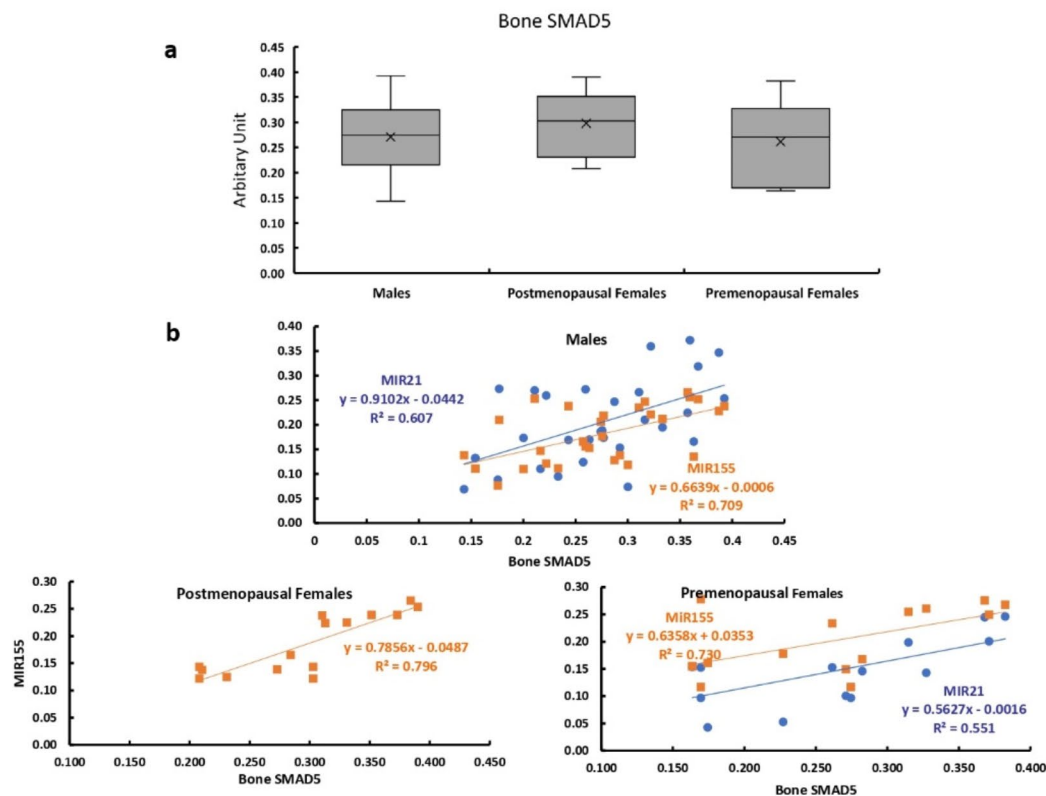 Bone SMAD5
a
0.45
0.40
0.35
0.30
0.25
0.20
0.15
0.10
0.05
0.00
Arbitary Unit
Males
Postmenopausal Females
Premenopausal Females
b
Males
0.40
0.35
0.30
0.25
0.20
0.15
0.10
0.05
0.00
MIR21
y = 0.9102x - 0.0442
R² = 0.607
MIR155
y = 0.6639x - 0.0006
R² = 0.709
0
0.05
0.1
0.15
0.2
0.25
0.3
0.35
0.4
0.45
Bone SMAD5
Postmenopausal Females
MIR155
0.30
0.25
0.20
0.15
0.10
0.05
0.00
y = 0.7856x - 0.0487
R² = 0.796
0.100
0.150
0.200
0.250
0.300
0.350
0.400
0.450
Bone SMAD5
Premenopausal Females
0.30
0.25
0.20
0.15
0.10
0.05
0.00
MiR155
y = 0.6358x + 0.0353
R² = 0.730
MIR21
y = 0.5627x - 0.0016
R² = 0.551
0.100
0.150
0.200
0.250
0.300
0.350
0.400
Bone SMAD5